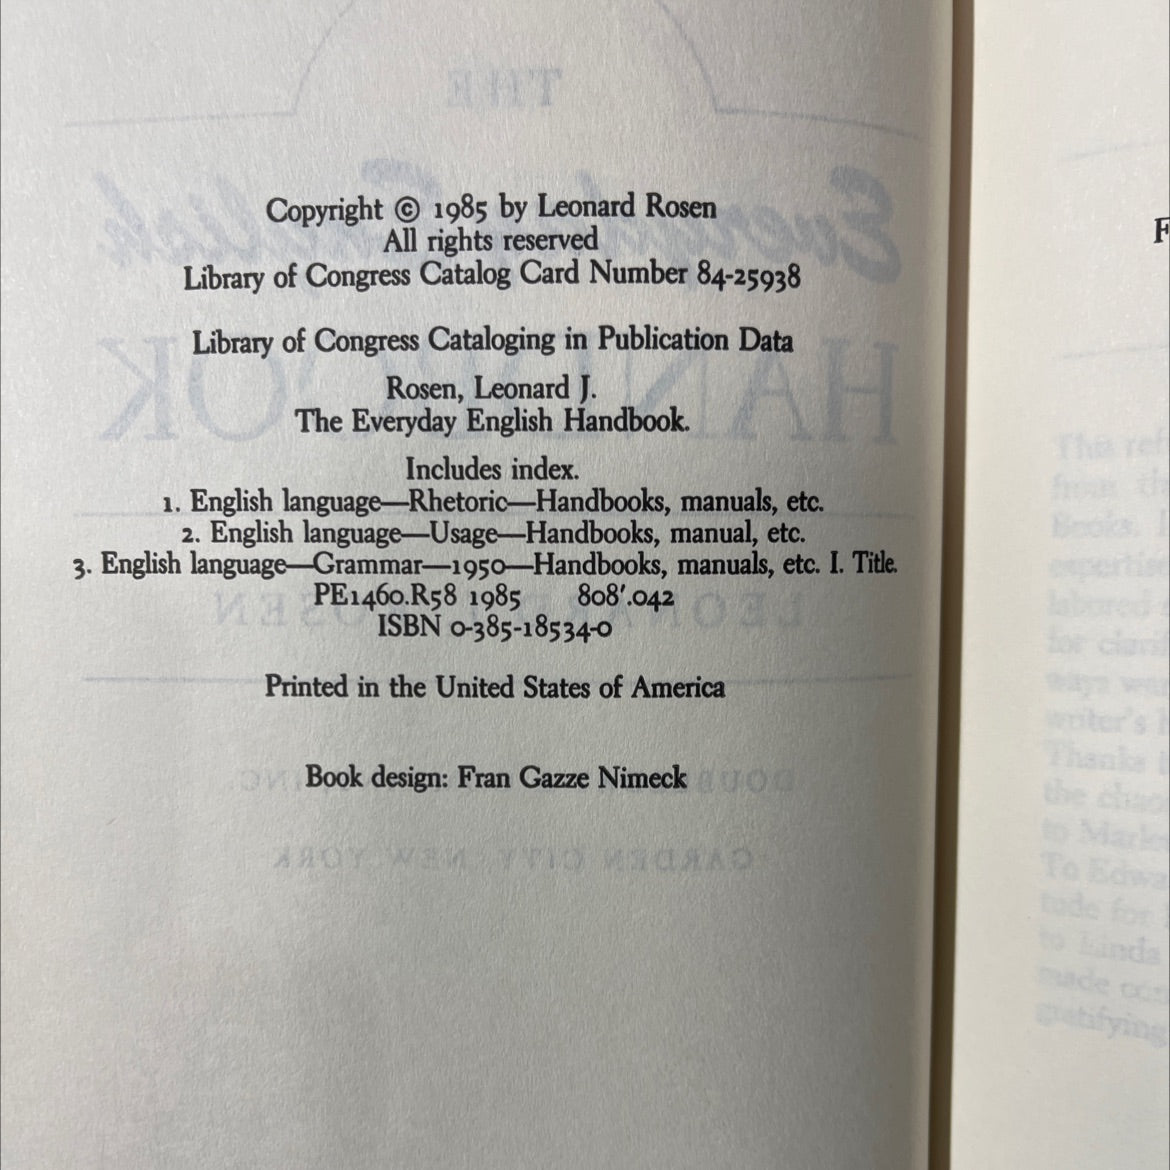 Copyright © 1985 by Leonard Rosen
All rights reserved
Library of Congress Catalog Card Number 84-25938
Library of Congress Cataloging in Publication Data
Rosen, Leonard J.
The Everyday English Handbook.
Includes index.
1. English language—Rhetoric—Handbooks, manuals, etc.
2. English language—Usage—Handbooks, manual, etc.
3. English language—Grammar—1950—Handbooks, manuals, etc. I. Title.
PE1460.R58 1985 808'.042
ISBN 0-385-18534-0
Printed in the United States of America
Book design: Fran Gazze Nimeck